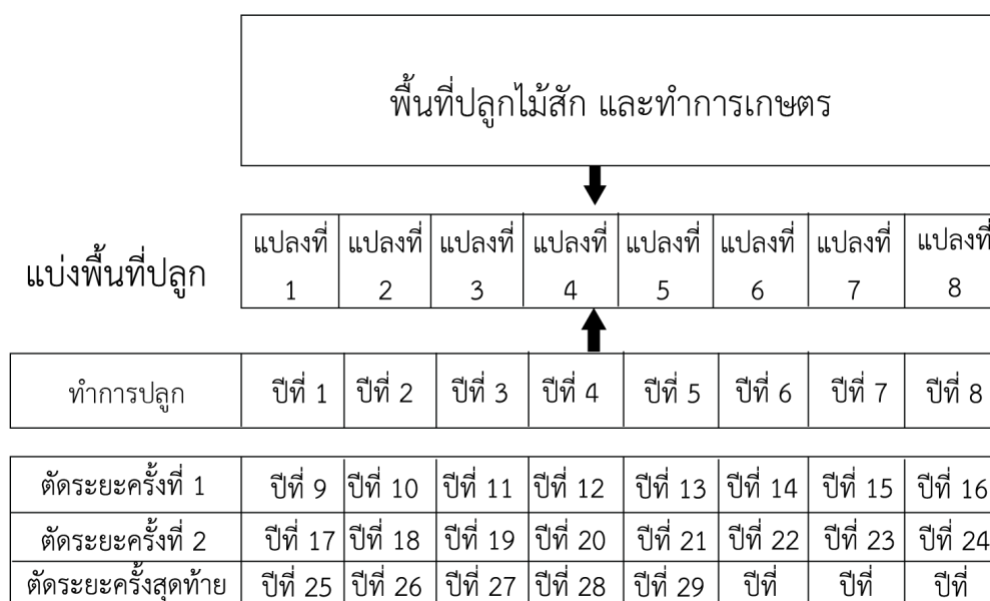 พื้นที่ปลูกไม้สัก และทำการเกษตร
แบ่งพื้นที่ปลูก แปลงที่ 1 แปลงที่ 2 แปลงที่ 3 แปลงที่ 4 แปลงที่ 5 แปลงที่ 6 แปลงที่ 7 แปลงที่ 8
ทำการปลูก ปีที่ 1 ปีที่ 2 ปีที่ 3 ปีที่ 4 ปีที่ 5 ปีที่ 6 ปีที่ 7 ปีที่ 8
ตัดระยะครั้งที่ 1 ปีที่ 9 ปีที่ 10 ปีที่ 11 ปีที่ 12 ปีที่ 13 ปีที่ 14 ปีที่ 15 ปีที่ 16
ตัดระยะครั้งที่ 2 ปีที่ 17 ปีที่ 18 ปีที่ 19 ปีที่ 20 ปีที่ 21 ปีที่ 22 ปีที่ 23 ปีที่ 24
ตัดระยะครั้งสุดท้าย ปีที่ 25 ปีที่ 26 ปีที่ 27 ปีที่ 28 ปีที่ 29 ปีที่ ปีที่ ปีที่